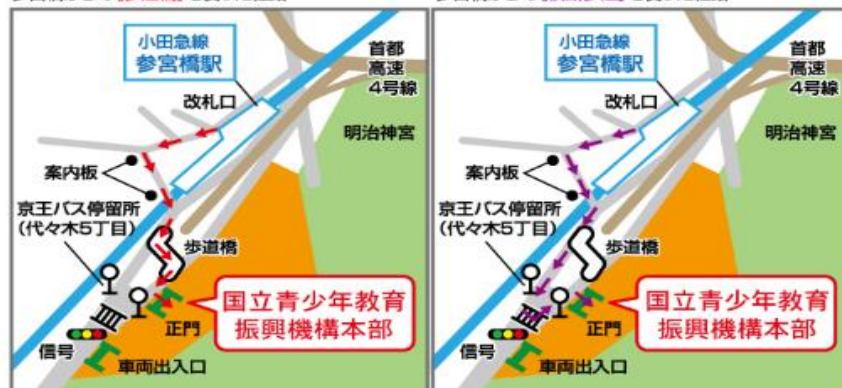 小田急線
参宮橋駅
首都
高速
4号線
改札口
明治神宮
案内板
京王バス停留所
(代々木5丁目)
歩道橋
国立青少年教育
振興機構本部
正門
信号
車両出入口
小田急線
参宮橋駅
首都
高速
4号線
改札口
明治神宮
案内板
京王バス停留所
(代々木5丁目)
歩道橋
国立青少年教育
振興機構本部
正門
信号
車両出入口